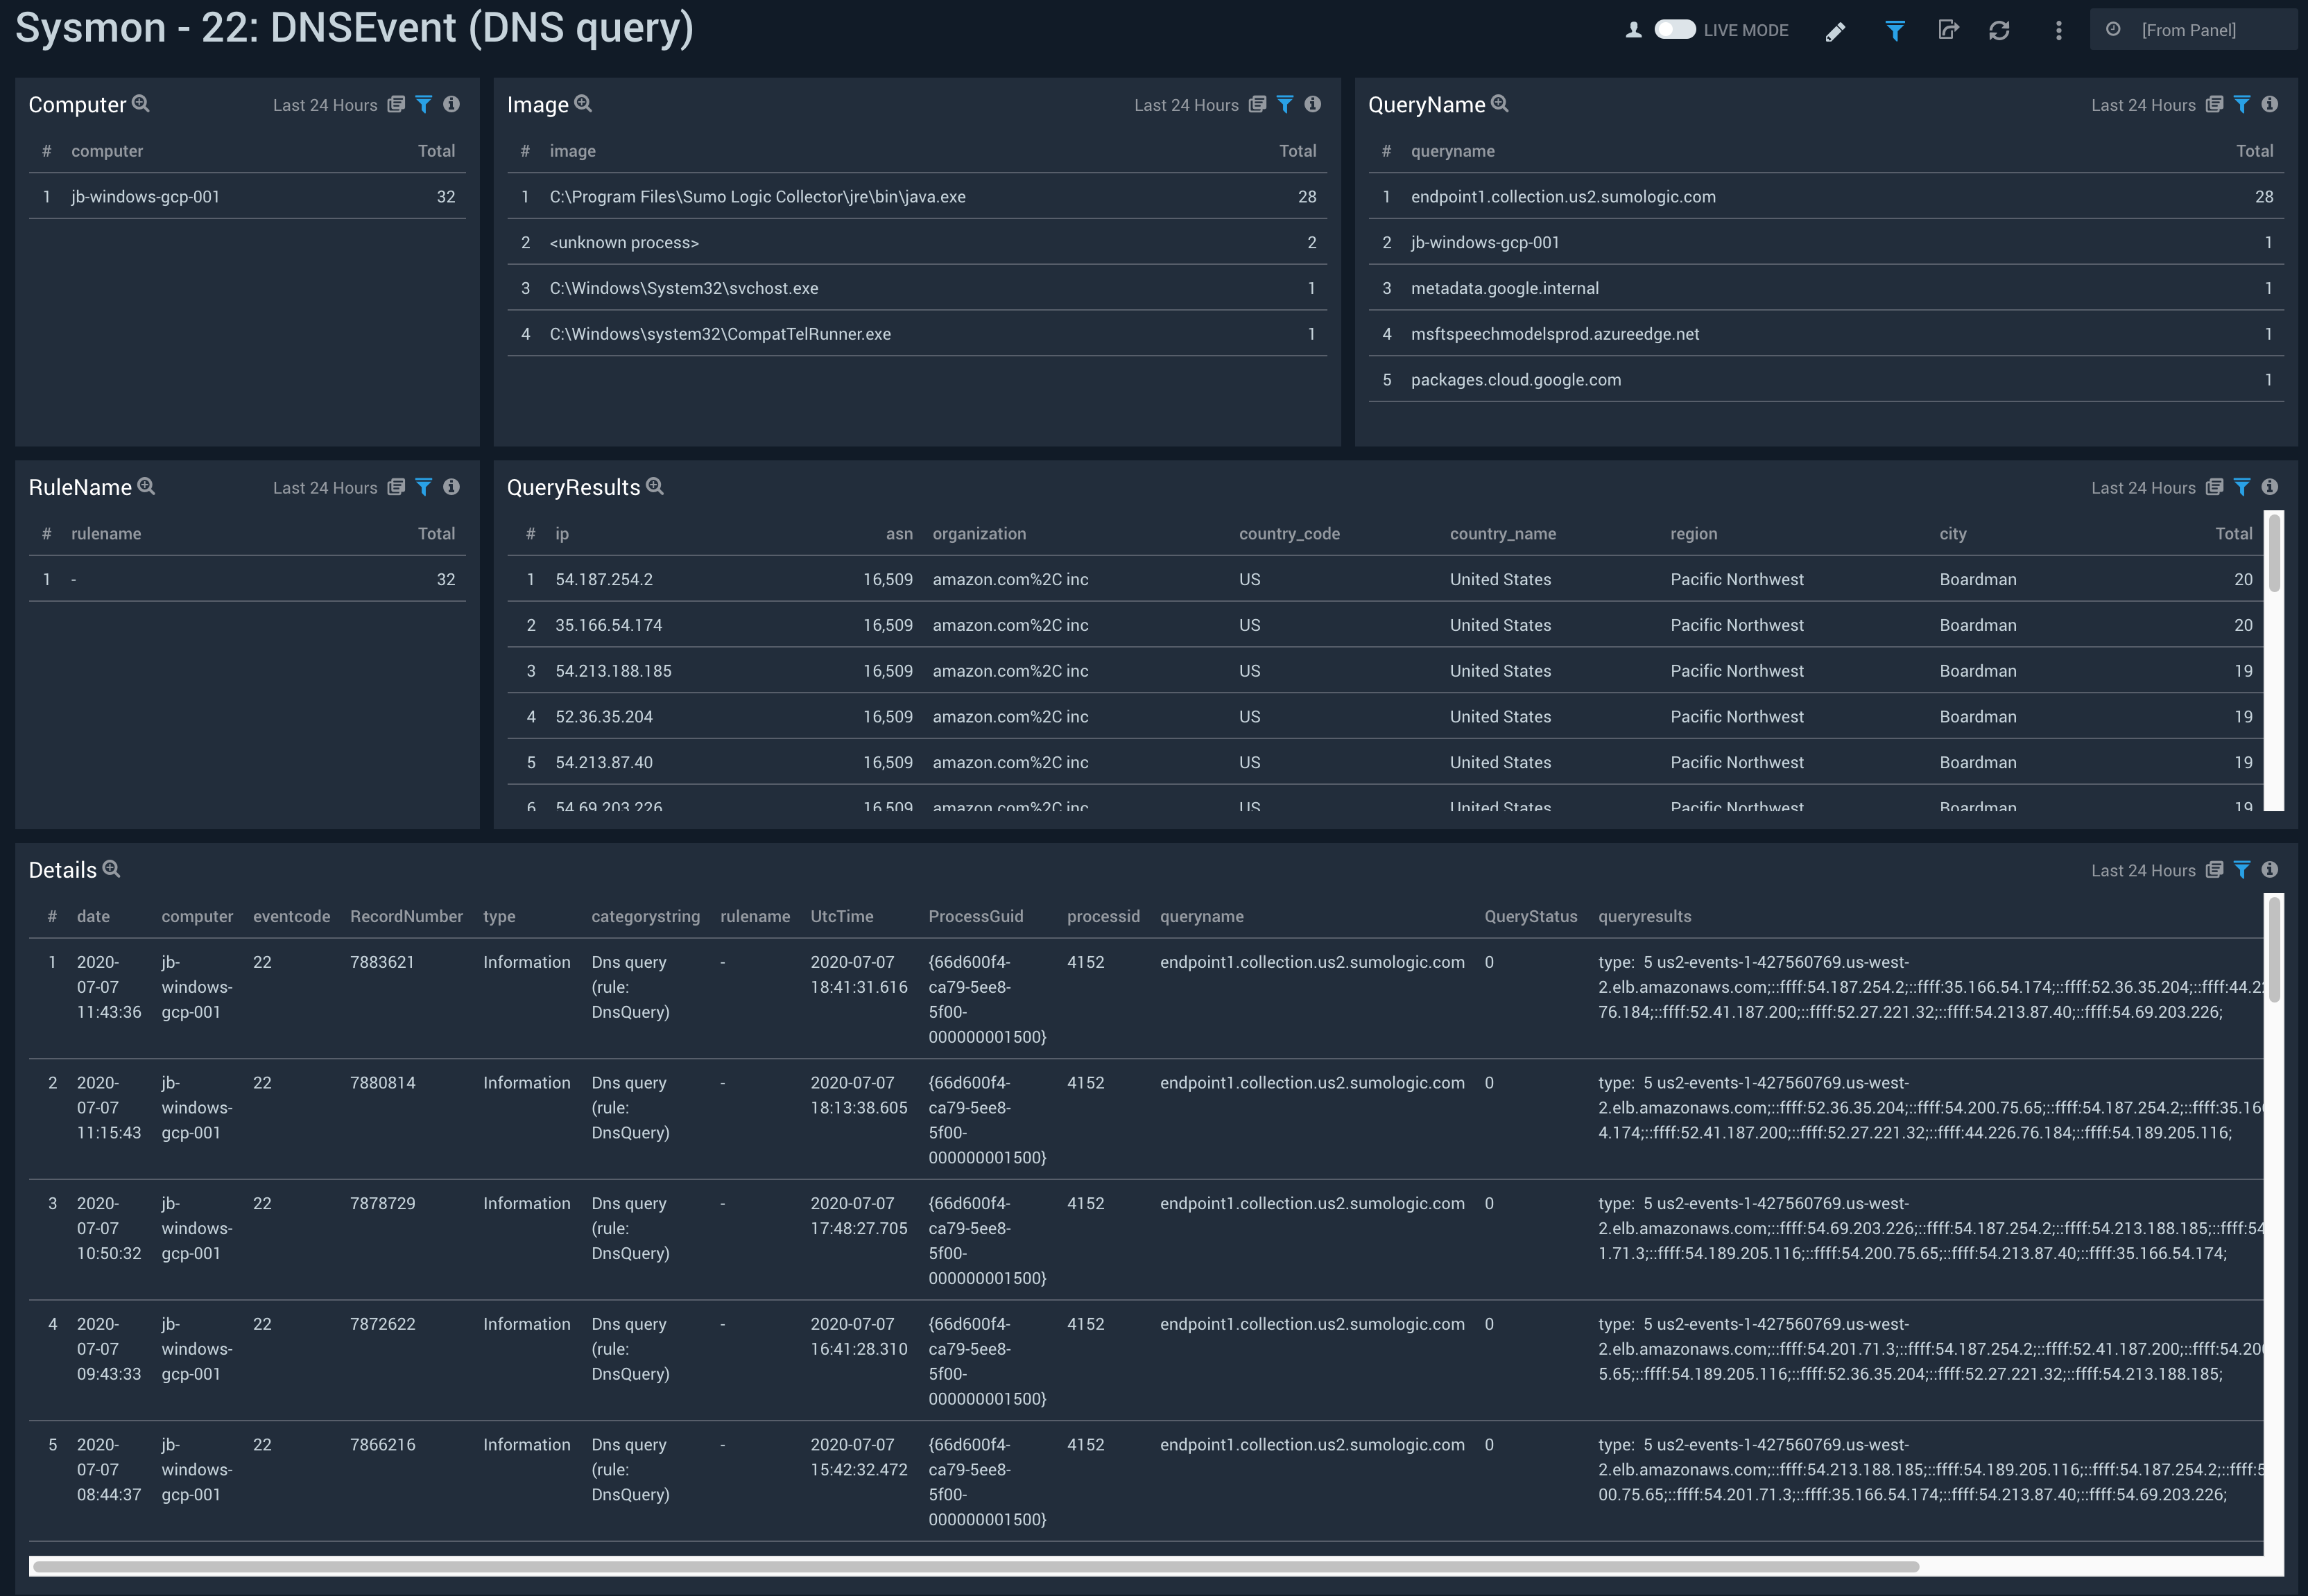 Sysmon - 22: DNSEvent (DNS query)
LIVE MODE
[From Panel]
Computer
Last 24 Hours
# computer Total
1 jb-windows-gcp-001 32
Image
Last 24 Hours
# image Total
1 C:\Program Files\Sumo Logic Collector\jre\bin\java.exe 28
2 <unknown process> 2
3 C:\Windows\System32\svchost.exe 1
4 C:\Windows\system32\CompatTelRunner.exe 1
QueryName
Last 24 Hours
# queryname Total
1 endpoint1.collection.us2.sumologic.com 28
2 jb-windows-gcp-001 1
3 metadata.google.internal 1
4 msftspeechmodelsprod.azureedge.net 1
5 packages.cloud.google.com 1
RuleName
Last 24 Hours
# rulename Total
1 - 32
QueryResults
Last 24 Hours
# ip asn organization country_code country_name region city Total
1 54.187.254.2 16,509 amazon.com%2C inc US United States Pacific Northwest Boardman 20
2 35.166.54.174 16,509 amazon.com%2C inc US United States Pacific Northwest Boardman 20
3 54.213.188.185 16,509 amazon.com%2C inc US United States Pacific Northwest Boardman 19
4 52.36.35.204 16,509 amazon.com%2C inc US United States Pacific Northwest Boardman 19
5 54.213.87.40 16,509 amazon.com%2C inc US United States Pacific Northwest Boardman 19
6 54.69.203.226 16,509 amazon.com%2C inc US United States Pacific Northwest Boardman 19
Details
Last 24 Hours
# date computer eventcode RecordNumber type categorystring rulename UtcTime ProcessGuid processid queryname QueryStatus queryresults
1 2020- jb- 22 7883621 Information Dns query - 2020-07-07 {66d600f4- 4152 endpoint1.collection.us2.sumologic.com 0 type: 5 us2-events-1-427560769.us-west-
07-07 windows- (rule: 18:41:31.616 ca79-5ee8- 2.elb.amazonaws.com;::ffff:54.187.254.2;::ffff:35.166.54.174;::ffff:52.36.35.204;::ffff:44.22
11:43:36 gcp-001 DnsQuery) 5f00- 76.184;::ffff:52.41.187.200;::ffff:52.27.221.32;::ffff:54.213.87.40;::ffff:54.69.203.226;
000000001500}
2 2020- jb- 22 7880814 Information Dns query - 2020-07-07 {66d600f4- 4152 endpoint1.collection.us2.sumologic.com 0 type: 5 us2-events-1-427560769.us-west-
07-07 windows- (rule: 18:13:38.605 ca79-5ee8- 2.elb.amazonaws.com;::ffff:52.36.35.204;::ffff:54.200.75.65;::ffff:54.187.254.2;::ffff:35.166
11:15:43 gcp-001 DnsQuery) 5f00- 4.174;::ffff:52.41.187.200;::ffff:52.27.221.32;::ffff:44.226.76.184;::ffff:54.189.205.116;
000000001500}
3 2020- jb- 22 7878729 Information Dns query - 2020-07-07 {66d600f4- 4152 endpoint1.collection.us2.sumologic.com 0 type: 5 us2-events-1-427560769.us-west-
07-07 windows- (rule: 17:48:27.705 ca79-5ee8- 2.elb.amazonaws.com;::ffff:54.69.203.226;::ffff:54.187.254.2;::ffff:54.213.188.185;::ffff:54
10:50:32 gcp-001 DnsQuery) 5f00- 1.71.3;::ffff:54.189.205.116;::ffff:54.200.75.65;::ffff:54.213.87.40;::ffff:35.166.54.174;
000000001500}
4 2020- jb- 22 7872622 Information Dns query - 2020-07-07 {66d600f4- 4152 endpoint1.collection.us2.sumologic.com 0 type: 5 us2-events-1-427560769.us-west-
07-07 windows- (rule: 16:41:28.310 ca79-5ee8- 2.elb.amazonaws.com;::ffff:54.201.71.3;::ffff:54.187.254.2;::ffff:52.41.187.200;::ffff:54.200
09:43:33 gcp-001 DnsQuery) 5f00- 5.65;::ffff:54.189.205.116;::ffff:52.36.35.204;::ffff:52.27.221.32;::ffff:54.213.188.185;
000000001500}
5 2020- jb- 22 7866216 Information Dns query - 2020-07-07 {66d600f4- 4152 endpoint1.collection.us2.sumologic.com 0 type: 5 us2-events-1-427560769.us-west-
07-07 windows- (rule: 15:42:32.472 ca79-5ee8- 2.elb.amazonaws.com;::ffff:54.213.188.185;::ffff:54.189.205.116;::ffff:54.187.254.2;::ffff:5
08:44:37 gcp-001 DnsQuery) 5f00- 00.75.65;::ffff:54.201.71.3;::ffff:35.166.54.174;::ffff:54.213.87.40;::ffff:54.69.203.226;
000000001500}